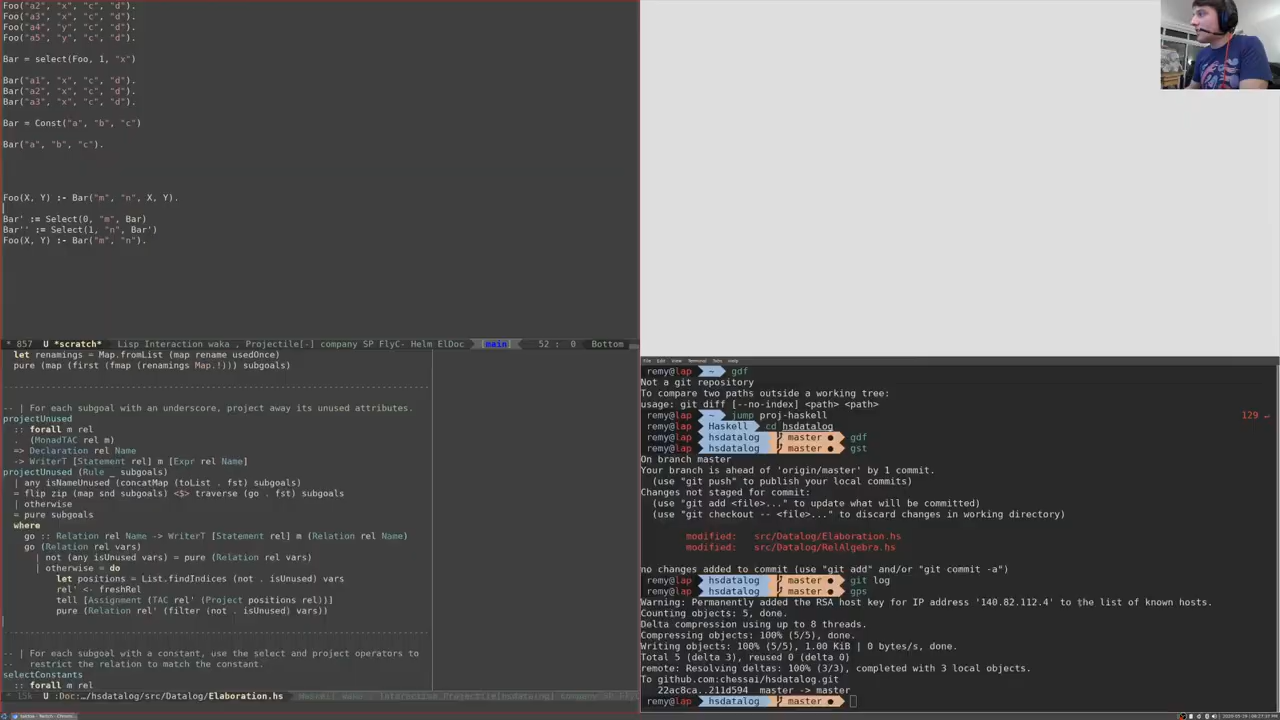 Foo("a2", "x", "c", "d").
Foo("a3", "x", "c", "d").
Foo("a4", "y", "c", "d").
Foo("a5", "y", "c", "d").
Bar = select(Foo, 1, "x")
Bar("a1", "x", "c", "d").
Bar("a2", "x", "c", "d").
Bar("a3", "x", "c", "d").
Bar = Const("a", "b", "c")
Bar("a", "b", "c").
Foo(X, Y) :- Bar("m", "n", X, Y).
Bar' := Select(0, "m", Bar)
Bar'' := Select(1, "n", Bar')
Foo(X, Y) :- Bar("m", "n").
* 857 U *scratch* Lisp Interaction waka , Projectile[-] company SP FlyC- Helm ElDoc [main] 52 : 0 Bottom
let renamings = Map.fromList (map rename usedOnce)
pure (map (first (fmap (renamings Map.!))) subgoals)
--------------------------------------------------------------------------------
-- | For each subgoal with an underscore, project away its unused attributes.
projectUnused
:: forall m rel
. (MonadTAC rel m)
=> Declaration rel Name
-> WriterT [Statement rel] m [Expr rel Name]
projectUnused (Rule _ subgoals)
| any isNameUnused (concatMap (toList . fst) subgoals)
= flip zip (map snd subgoals) <$> traverse (go . fst) subgoals
| otherwise
= pure subgoals
where
go :: Relation rel Name -> WriterT [Statement rel] m (Relation rel Name)
go (Relation rel vars)
| not (any isUnused vars) = pure (Relation rel vars)
| otherwise = do
let positions = List.findIndices (not . isUnused) vars
rel' <- freshRel
tell [Assignment (TAC rel' (Project positions rel))]
pure (Relation rel' (filter (not . isUnused) vars))
--------------------------------------------------------------------------------
-- | For each subgoal with a constant, use the select and project operators to
-- restrict the relation to match the constant.
selectConstants
:: forall m rel
U :Doc:…/hsdatalog/src/Datalog/Elaboration.hs
File Edit View Terminal Tabs Help
remy@lap ~ gdf
Not a git repository
To compare two paths outside a working tree:
usage: git diff [--no-index] <path> <path>
remy@lap ~ jump proj-haskell 129 ↵
remy@lap Haskell cd hsdatalog
remy@lap hsdatalog master ● gdf
remy@lap hsdatalog master ● gst
On branch master
Your branch is ahead of 'origin/master' by 1 commit.
(use "git push" to publish your local commits)
Changes not staged for commit:
(use "git add <file>..." to update what will be committed)
(use "git checkout -- <file>..." to discard changes in working directory)
modified: src/Datalog/Elaboration.hs
modified: src/Datalog/RelAlgebra.hs
no changes added to commit (use "git add" and/or "git commit -a")
remy@lap hsdatalog master ● git log
remy@lap hsdatalog master ● gps
Warning: Permanently added the RSA host key for IP address '140.82.112.4' to the list of known hosts.
Counting objects: 5, done.
Delta compression using up to 8 threads.
Compressing objects: 100% (5/5), done.
Writing objects: 100% (5/5), 1.00 KiB | 0 bytes/s, done.
Total 5 (delta 3), reused 0 (delta 0)
remote: Resolving deltas: 100% (3/3), completed with 3 local objects.
To github.com:chessai/hsdatalog.git
22ac8ca..211d594 master -> master
remy@lap hsdatalog master ●